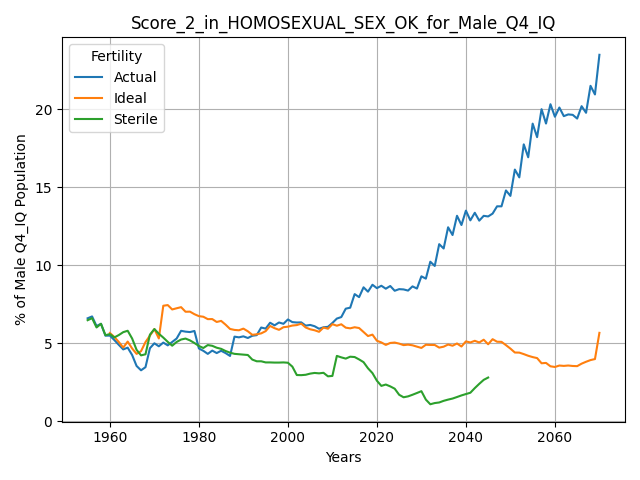 Score_2_in_HOMOSEXUAL_SEX_OK_for_Male_Q4_IQ
Fertility
Actual
Ideal
Sterile
% of Male Q4_IQ Population
20
15
10
5
0
1960 1980 2000 2020 2040 2060
Years